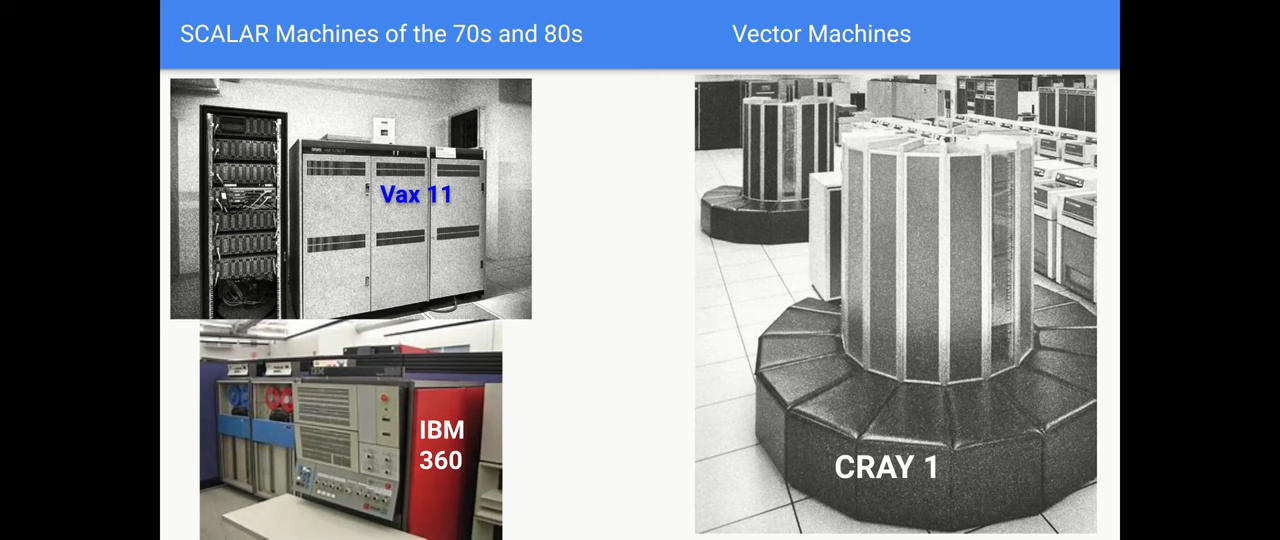 SCALAR Machines of the 70s and 80s
Vector Machines
Vax 11
IBM
360
CRAY 1